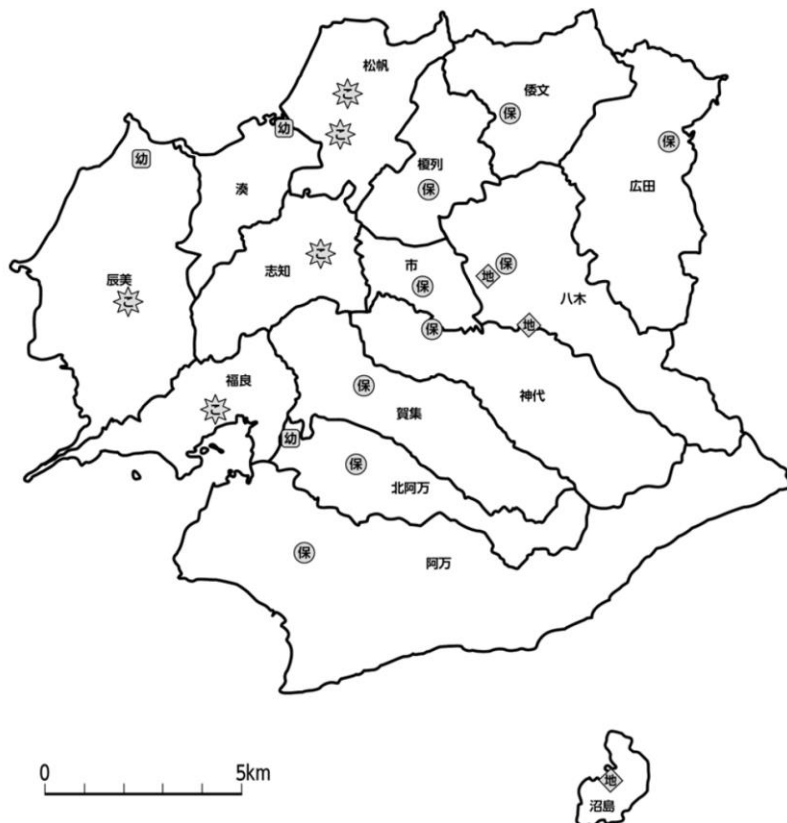 松帆
こ
倭文
保
こ
幼
保
幼
榎列
保
広田
湊
こ
志知
市
保
地
保
辰美
こ
八木
保
地
福良
保
神代
こ
賀集
幼
保
北阿万
保
阿万
0
5km
地
沼島